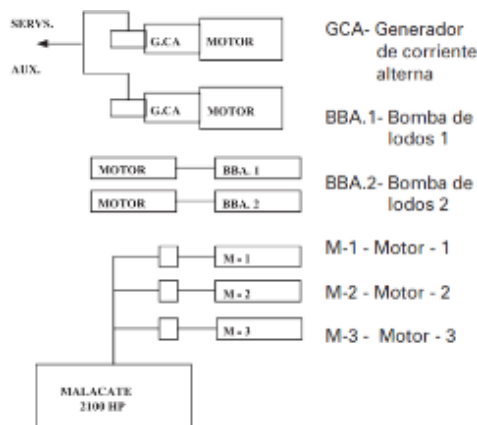 SERVS.
AUX.
G.CA MOTOR
G.CA MOTOR
MOTOR BBA. 1
MOTOR BBA. 2
M - 1
M - 2
M - 3
MALACATE
2100 HP
GCA- Generador
de corriente
alterna
BBA.1- Bomba de
lodos 1
BBA.2- Bomba de
lodos 2
M-1 - Motor - 1
M-2 - Motor - 2
M-3 - Motor - 3